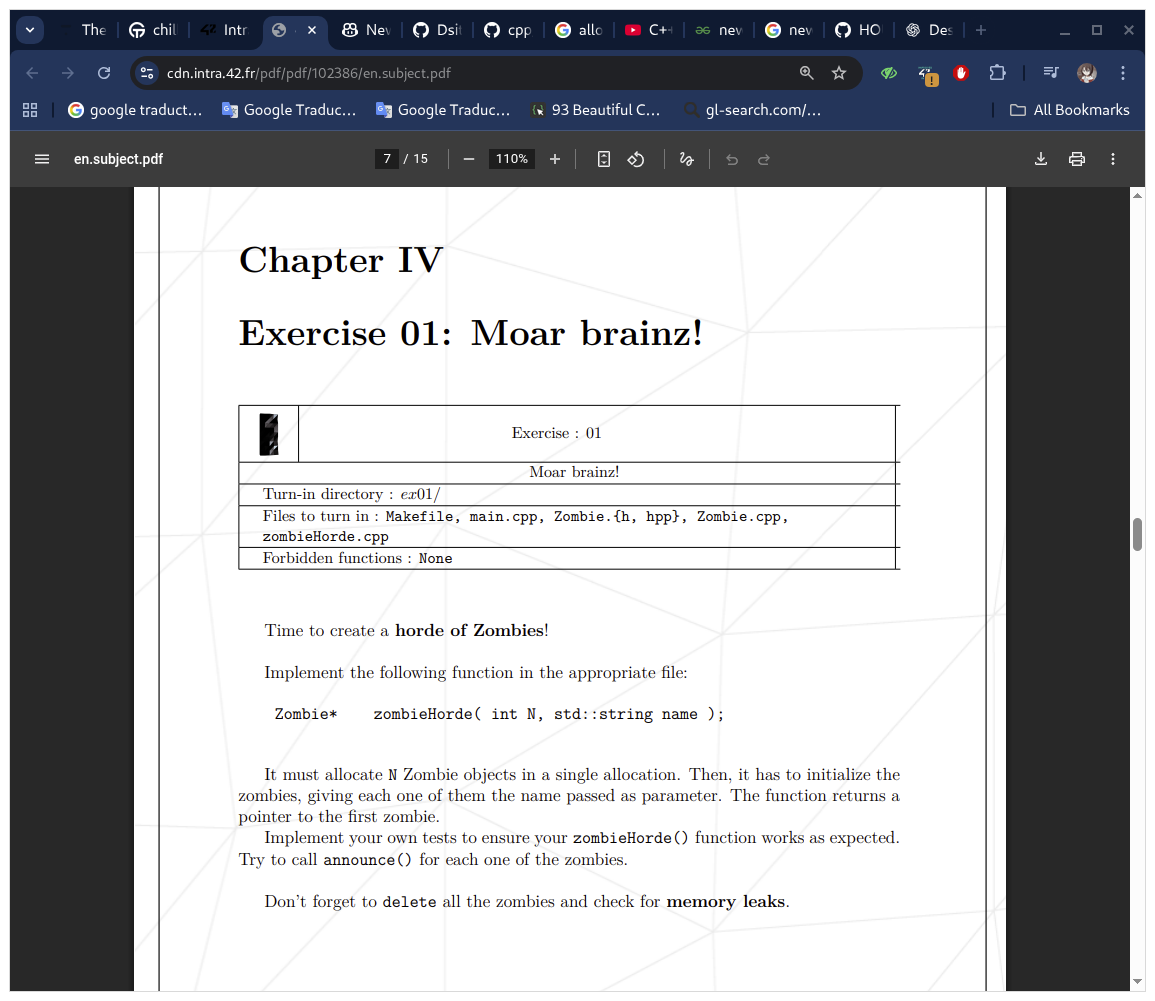 The
chil
42 Intr
Nev
Dsit
cpp
allo
C++
new
nev
HO
Des
cdn.intra.42.fr/pdf/pdf/102386/en.subject.pdf
google traduct...
Google Traduc...
Google Traduc...
93 Beautiful C...
gl-search.com/...
All Bookmarks
en.subject.pdf
7 / 15
110%
Chapter IV
Exercise 01: Moar brainz!
Exercise : 01
Moar brainz!
Turn-in directory : ex01/
Files to turn in : Makefile, main.cpp, Zombie.{h, hpp}, Zombie.cpp,
zombieHorde.cpp
Forbidden functions : None
Time to create a horde of Zombies!
Implement the following function in the appropriate file:
Zombie* zombieHorde( int N, std::string name );
It must allocate N Zombie objects in a single allocation. Then, it has to initialize the
zombies, giving each one of them the name passed as parameter. The function returns a
pointer to the first zombie.
Implement your own tests to ensure your zombieHorde() function works as expected.
Try to call announce() for each one of the zombies.
Don't forget to delete all the zombies and check for memory leaks.